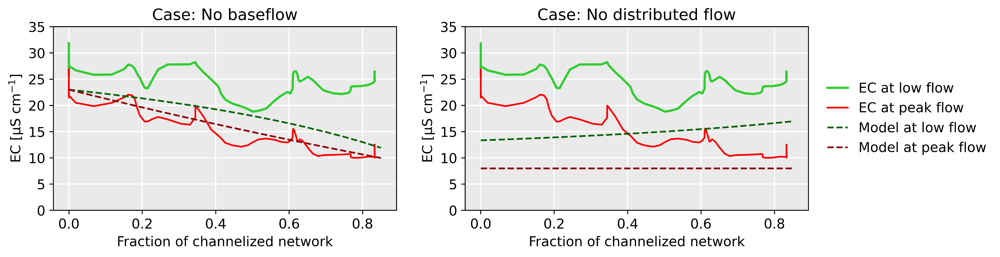 Case: No baseflow
35
30
25
20
15
10
5
0
EC [µS cm⁻¹]
0.0 0.2 0.4 0.6 0.8
Fraction of channelized network
Case: No distributed flow
35
30
25
20
15
10
5
0
EC [µS cm⁻¹]
0.0 0.2 0.4 0.6 0.8
Fraction of channelized network
EC at low flow
EC at peak flow
Model at low flow
Model at peak flow